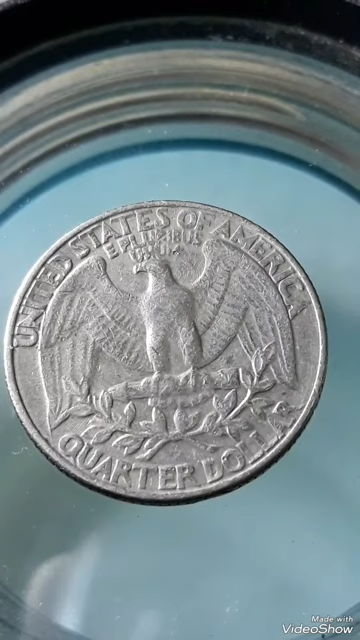 UNITED STATES OF AMERICA
E PLURIBUS
UNUM
QUARTER DOLLAR
Made with
VideoShow